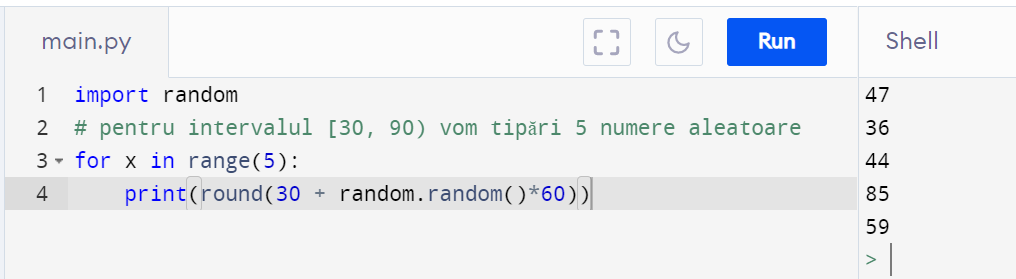 main.py
Run
Shell
1 import random
2 # pentru intervalul [30, 90) vom tipări 5 numere aleatoare
3 for x in range(5):
4     print(round(30 + random.random()*60))
47
36
44
85
59
>